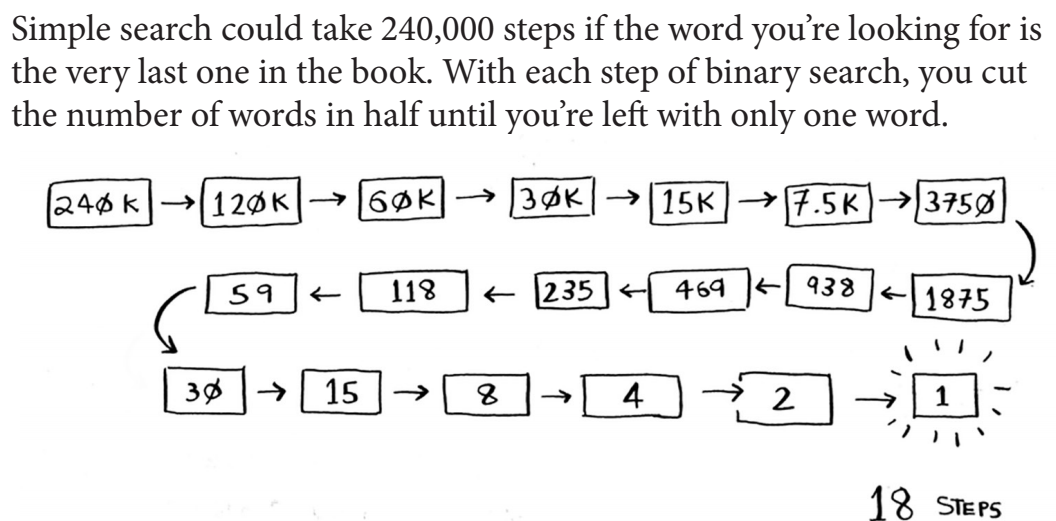 Simple search could take 240,000 steps if the word you’re looking for is
the very last one in the book. With each step of binary search, you cut
the number of words in half until you’re left with only one word.
240K → 120K → 60K → 30K → 15K → 7.5K → 3750
59 ← 118 ← 235 ← 469 ← 938 ← 1875
30 → 15 → 8 → 4 → 2 → 1
18 STEPS